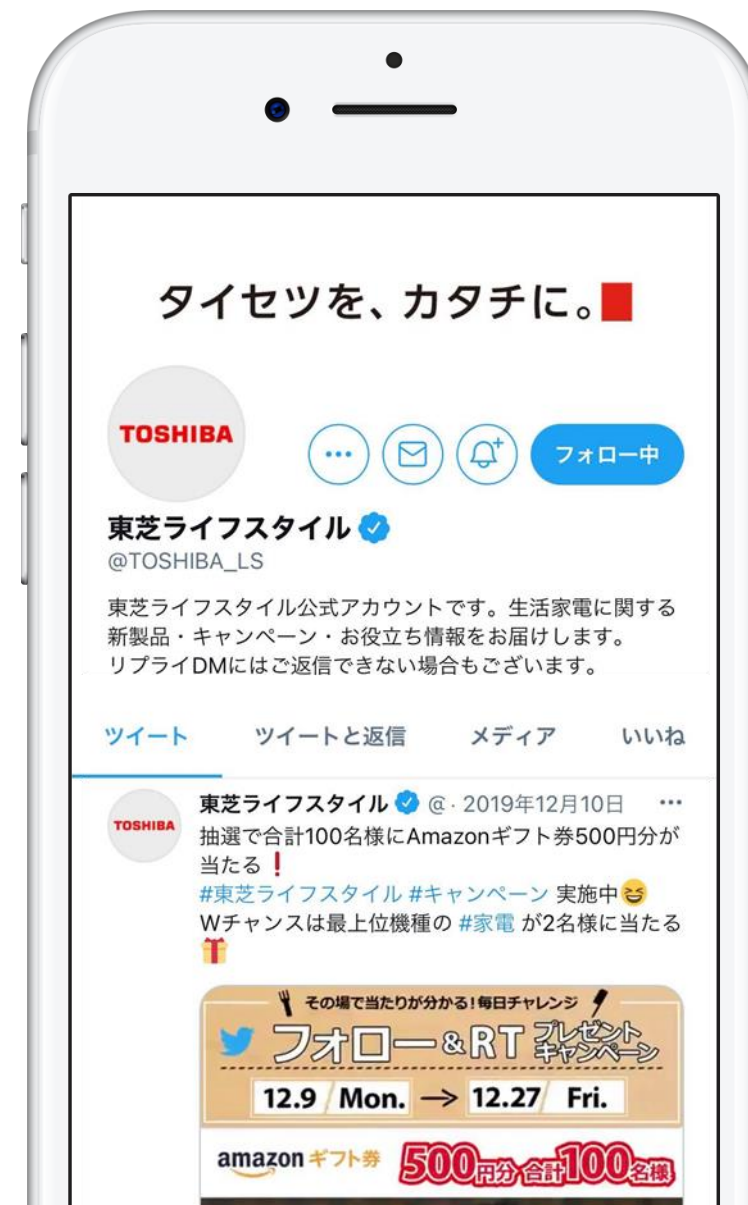 タイセツを、カタチに。
TOSHIBA
フォロー中
東芝ライフスタイル
@TOSHIBA_LS
東芝ライフスタイル公式アカウントです。生活家電に関する
新製品・キャンペーン・お役立ち情報をお届けします。
リプライDMにはご返信できない場合もございます。
ツイート ツイートと返信 メディア いいね
TOSHIBA
東芝ライフスタイル @ · 2019年12月10日 ···
抽選で合計100名様にAmazonギフト券500円分が
当たる❗
#東芝ライフスタイル #キャンペーン 実施中😆
Wチャンスは最上位機種の #家電 が2名様に当たる
🎁
その場で当たりが分かる!毎日チャレンジ
フォロー&RT プレゼントキャンペーン
12.9 Mon. → 12.27 Fri.
amazon ギフト券 500円分 合計100名様